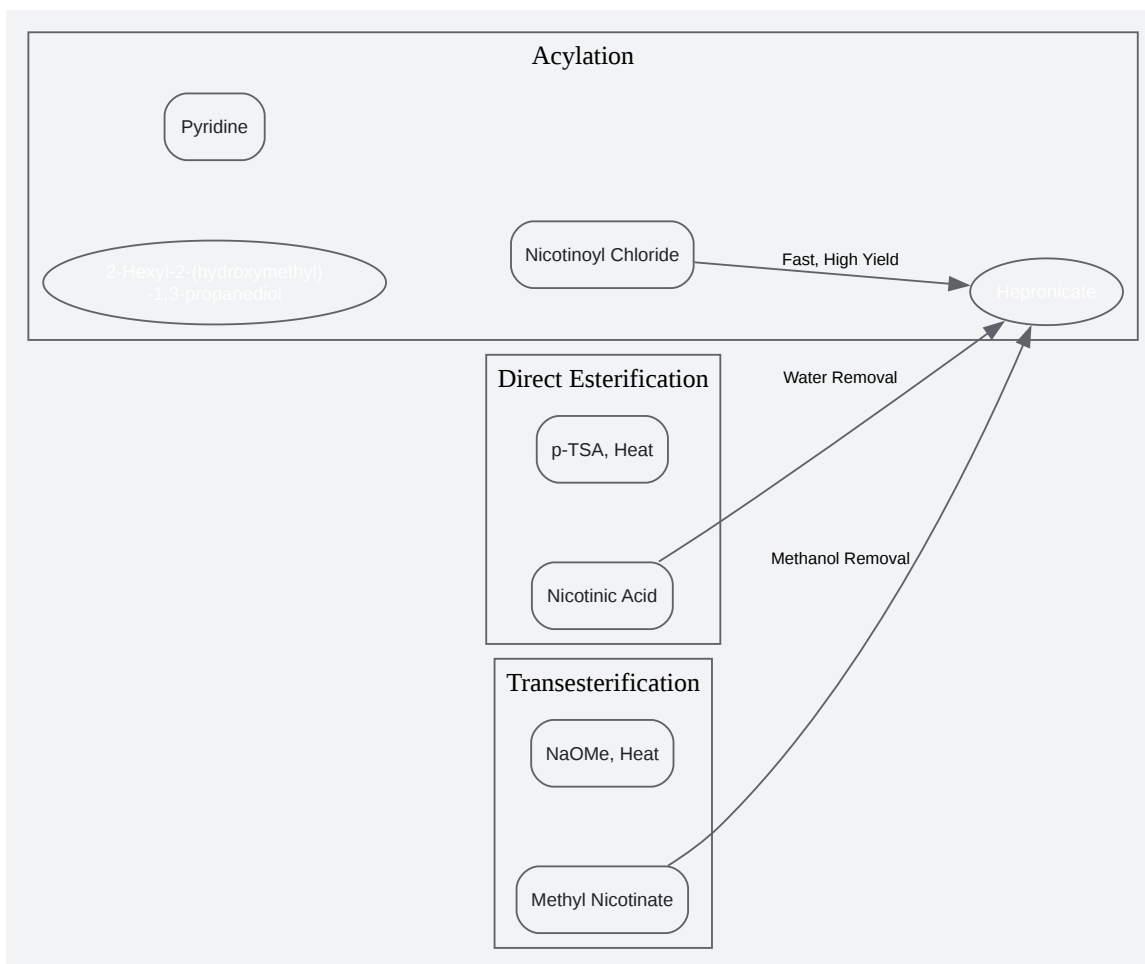 Acylation
Pyridine
2-Hexyl-2-(hydroxymethyl)
-1,3-propanediol
Nicotinoyl Chloride
Fast, High Yield
Hepronicate
Direct Esterification
Water Removal
p-TSA, Heat
Methanol Removal
Nicotinic Acid
Transesterification
NaOMe, Heat
Methyl Nicotinate